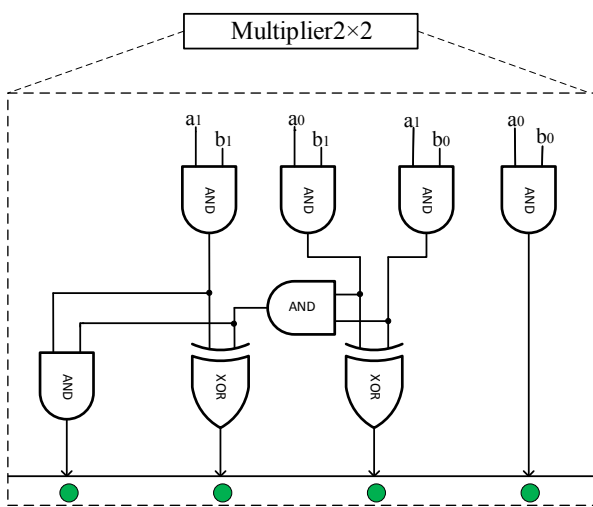 Multiplier2×2
a1 a0 a1 a0
b1 b1 b0 b0
AND AND AND AND
AND
AND XOR XOR